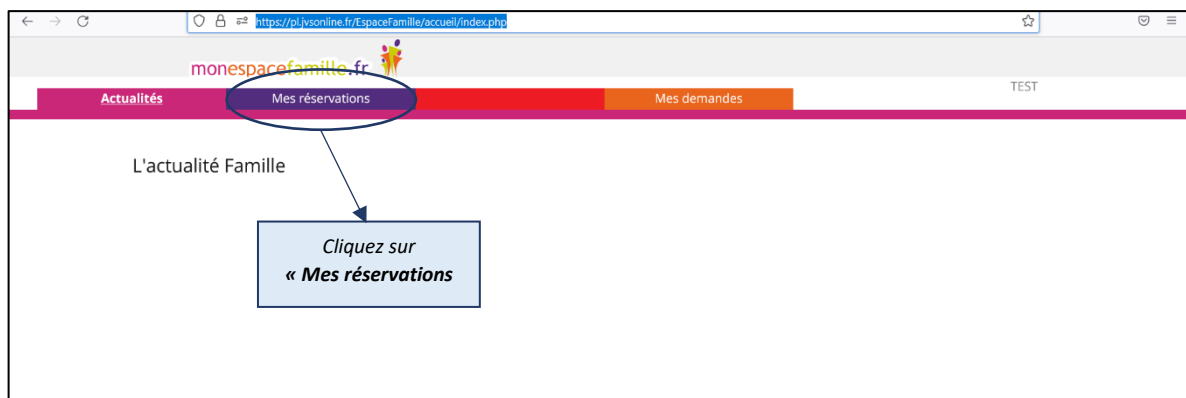 https://pl.jvsonline.fr/EspaceFamille/accueil/index.php
monespacefamille.fr
TEST
Actualités Mes réservations Mes demandes
L'actualité Famille
Cliquez sur
« Mes réservations